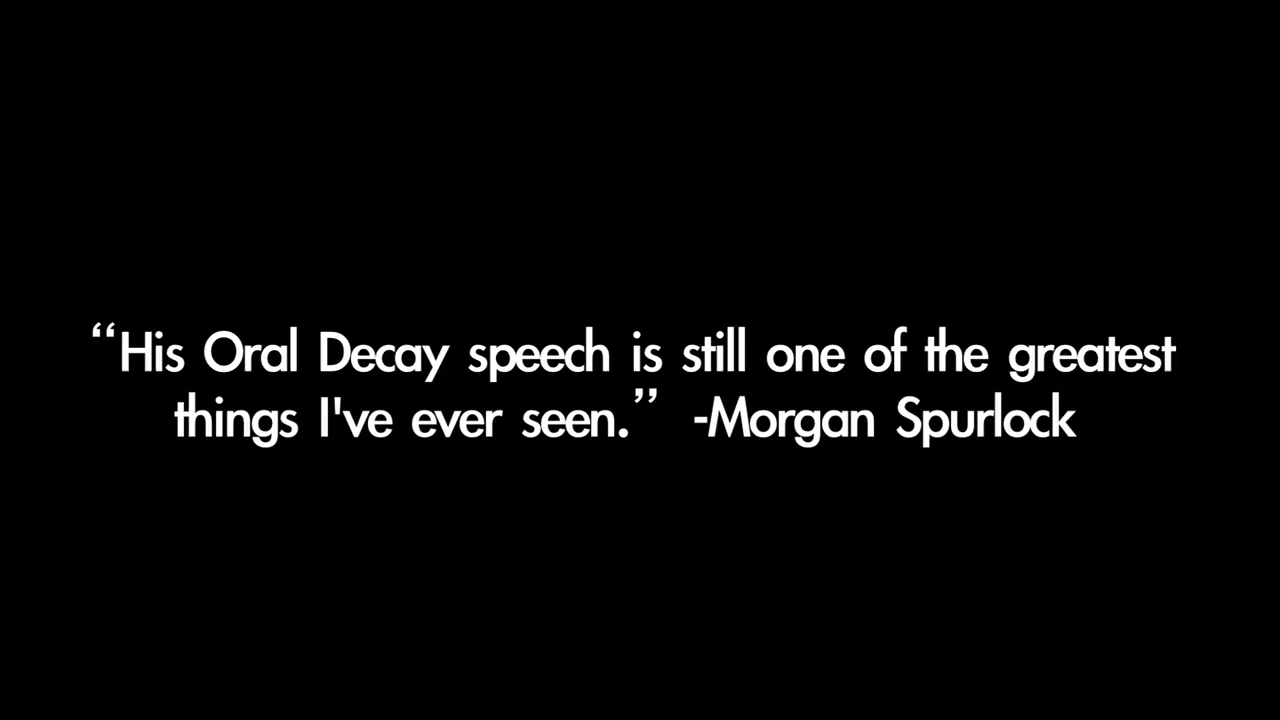 “His Oral Decay speech is still one of the greatest
things I've ever seen.” -Morgan Spurlock